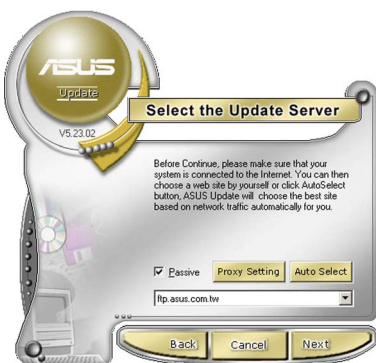 ASUS
Update
V5.23.02
Select the Update Server
Before Continue, please make sure that your
system is connected to the Internet. You can then
choose a web site by yourself or click AutoSelect
button, ASUS Update will choose the best site
based on network traffic automatically for you.
Passive
Proxy Setting
Auto Select
ftp.asus.com.tw
Back
Cancel
Next